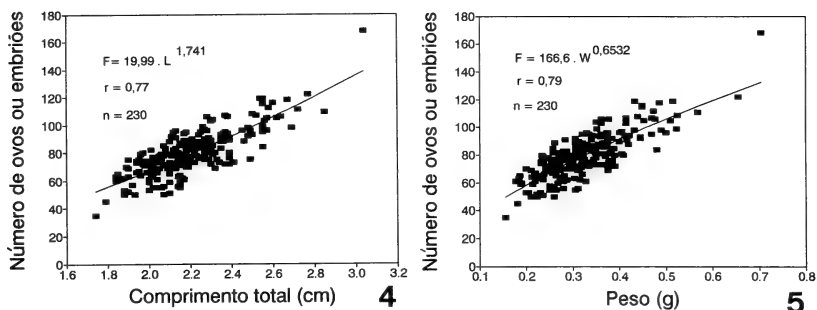 Número de ovos ou embriões
180
160
140
120
100
80
60
40
20
0
F= 19,99 . L 1,741
r = 0,77
n = 230
1.6 1.8 2.0 2.2 2.4 2.6 2.8 3.0 3.2
Comprimento total (cm) 4
Número de ovos ou embriões
180
160
140
120
100
80
60
40
20
0
F = 166,6 . W 0,6532
r = 0,79
n = 230
0.1 0.2 0.3 0.4 0.5 0.6 0.7 0.8
Peso (g) 5